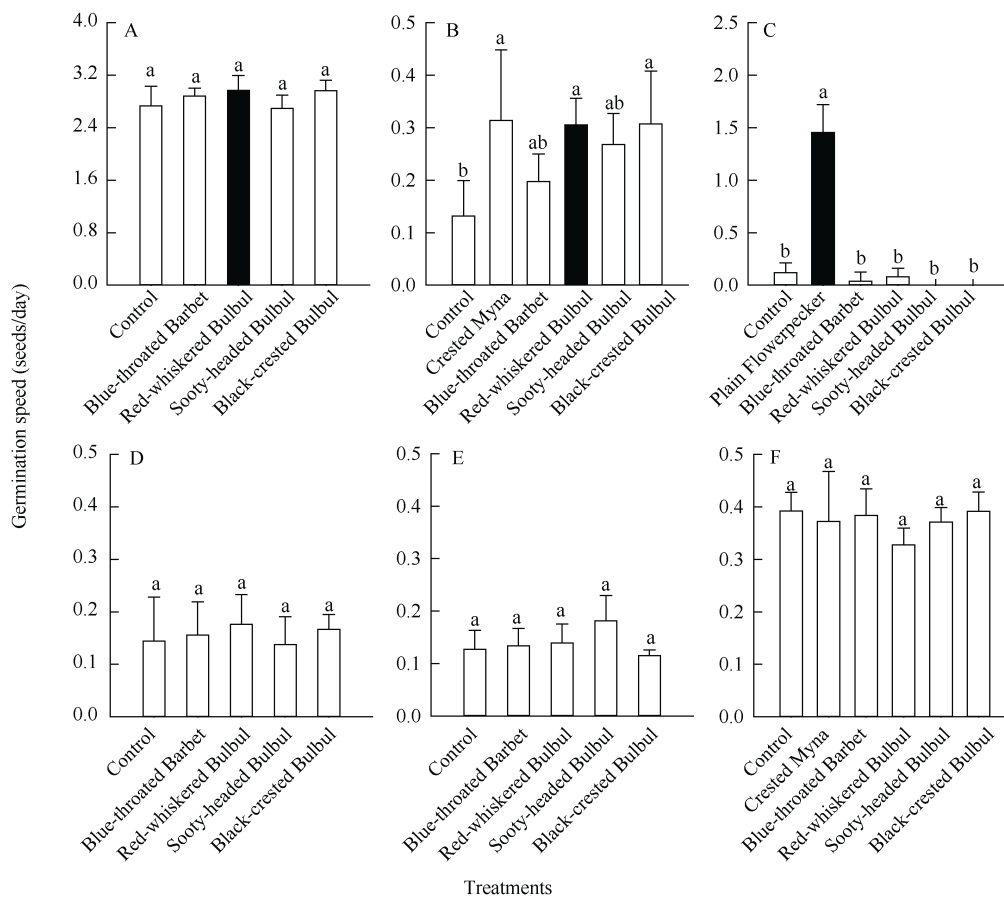 Germination speed (seeds/day)
A
4.0
3.2
2.4
1.6
0.8
0.0
a a a a a
Control
Blue-throated Barbet
Red-whiskered Bulbul
Sooty-headed Bulbul
Black-crested Bulbul
B
0.5
0.4
0.3
0.2
0.1
0.0
b a ab a ab a
Control
Crested Myna
Blue-throated Barbet
Red-whiskered Bulbul
Sooty-headed Bulbul
Black-crested Bulbul
C
2.5
2.0
1.5
1.0
0.5
0.0
b a b b b b
Control
Plain Flowerpecker
Blue-throated Barbet
Red-whiskered Bulbul
Sooty-headed Bulbul
Black-crested Bulbul
D
0.5
0.4
0.3
0.2
0.1
0.0
a a a a a
Control
Blue-throated Barbet
Red-whiskered Bulbul
Sooty-headed Bulbul
Black-crested Bulbul
E
0.5
0.4
0.3
0.2
0.1
0.0
a a a a a
Control
Blue-throated Barbet
Red-whiskered Bulbul
Sooty-headed Bulbul
Black-crested Bulbul
F
0.5
0.4
0.3
0.2
0.1
0.0
a a a a a a
Control
Crested Myna
Blue-throated Barbet
Red-whiskered Bulbul
Sooty-headed Bulbul
Black-crested Bulbul
Treatments